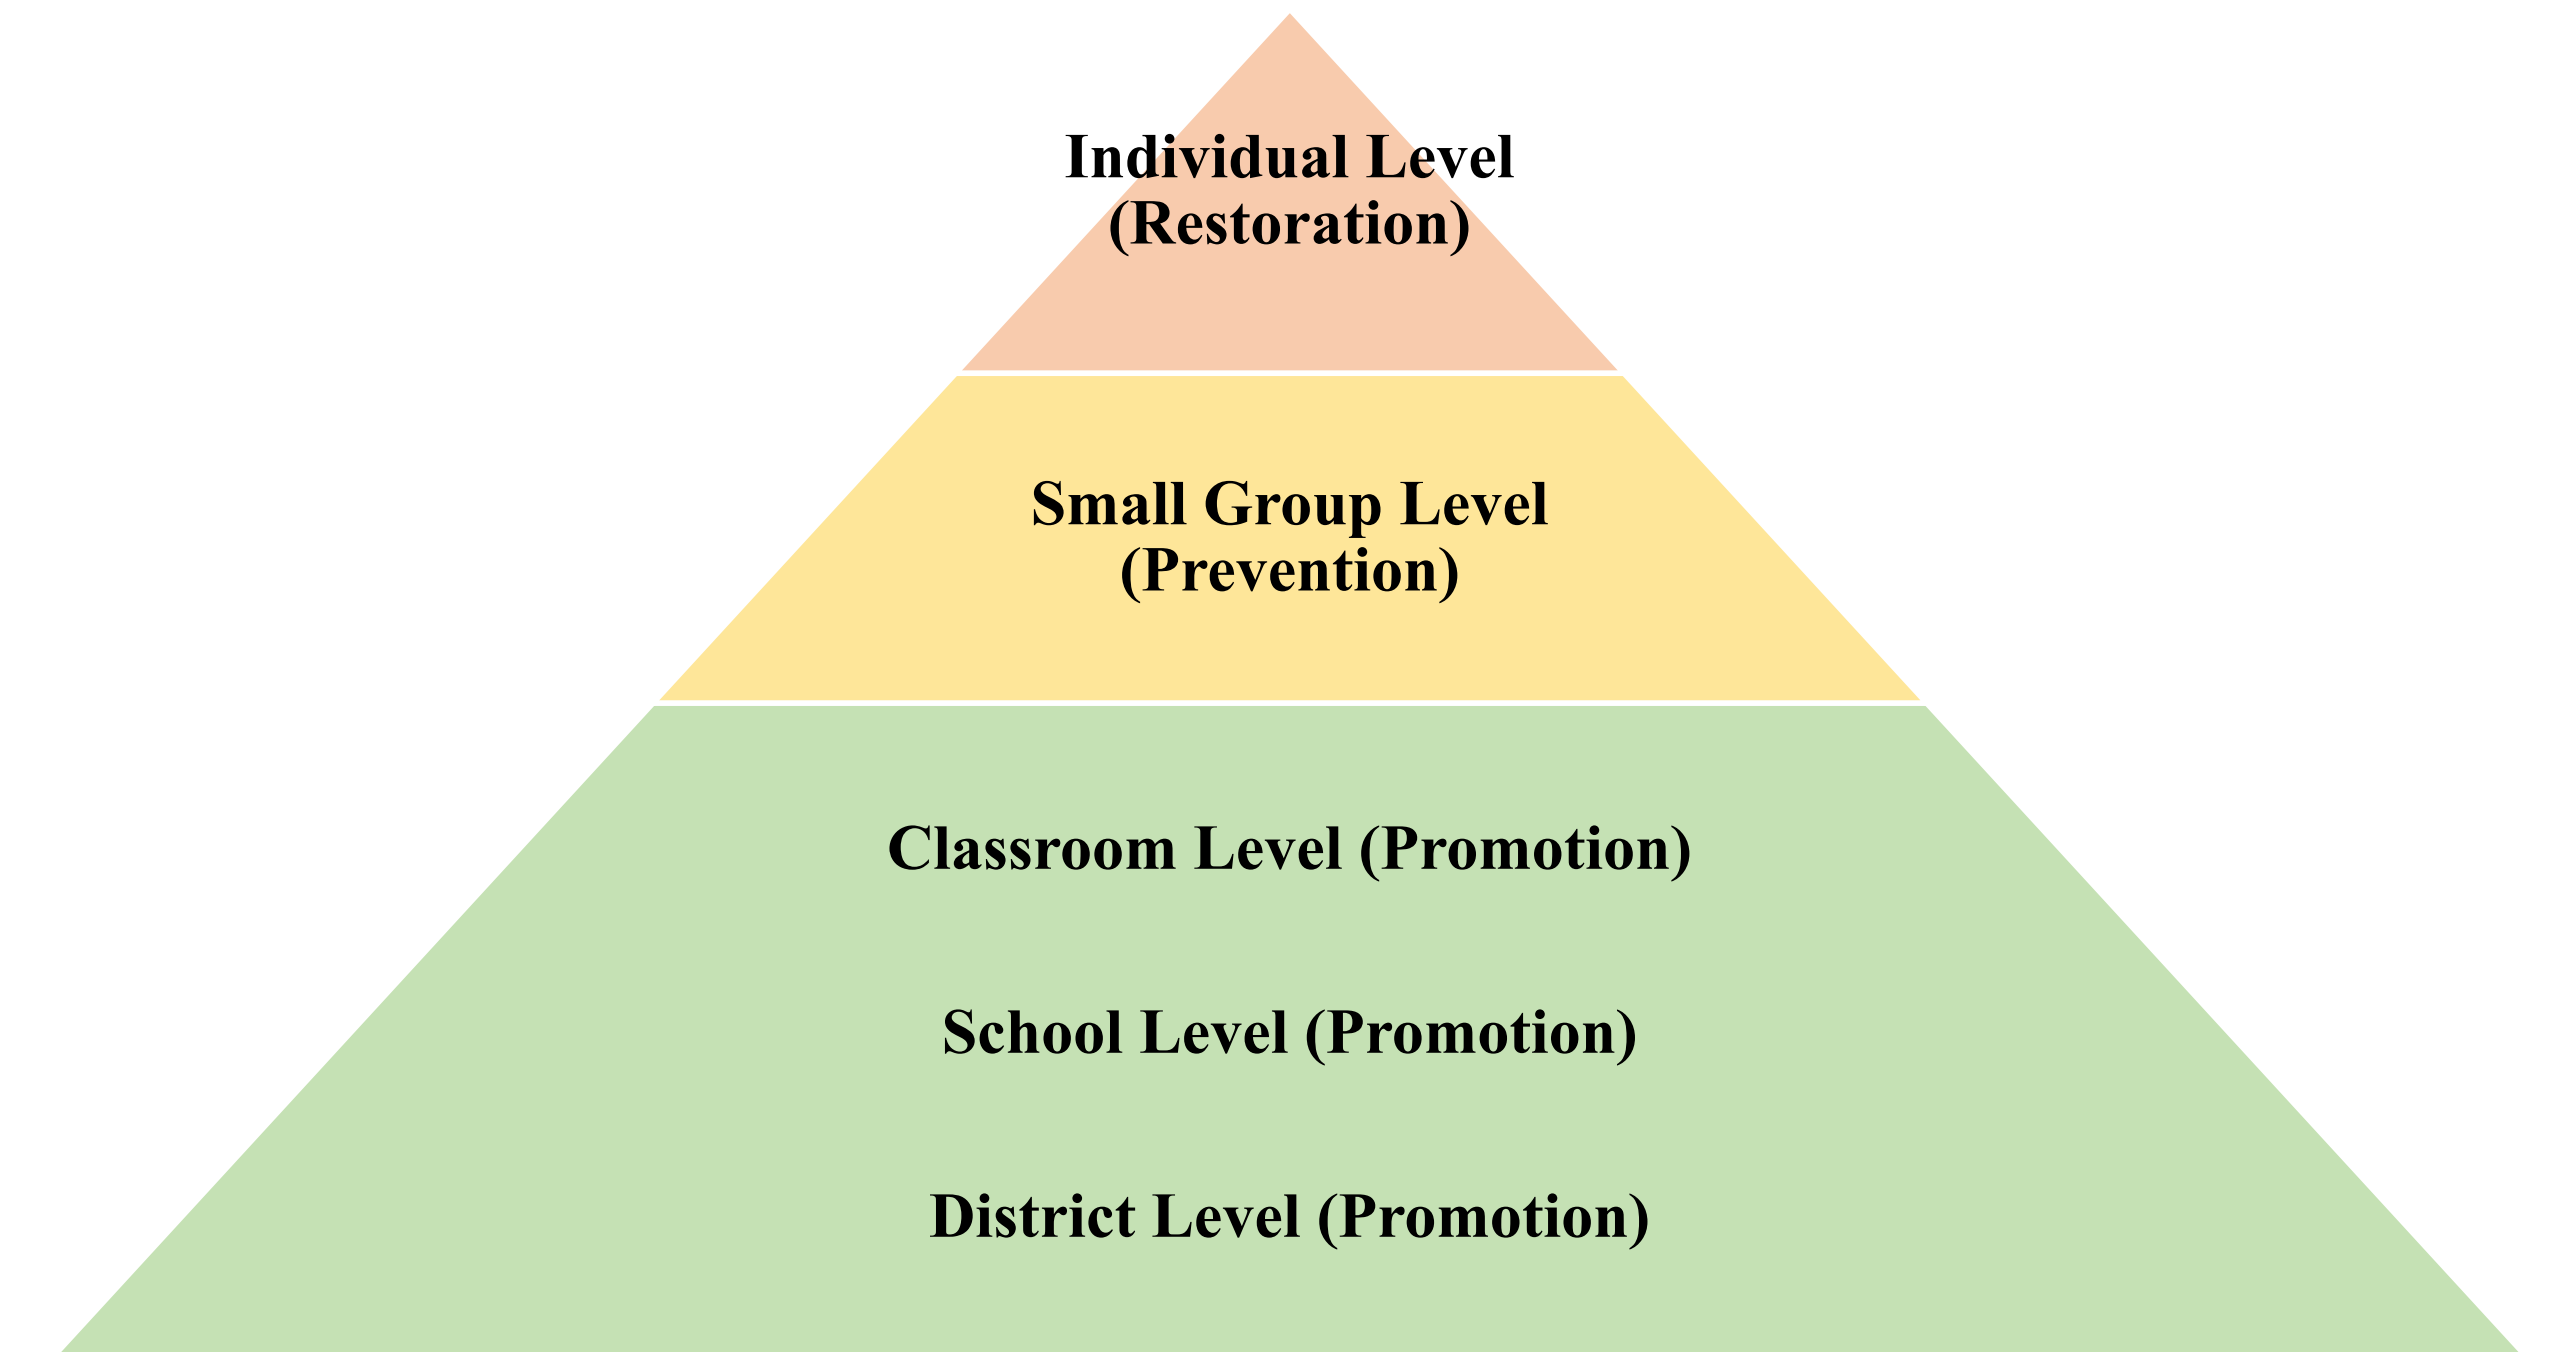 Individual Level
(Restoration)
Small Group Level
(Prevention)
Classroom Level (Promotion)
School Level (Promotion)
District Level (Promotion)